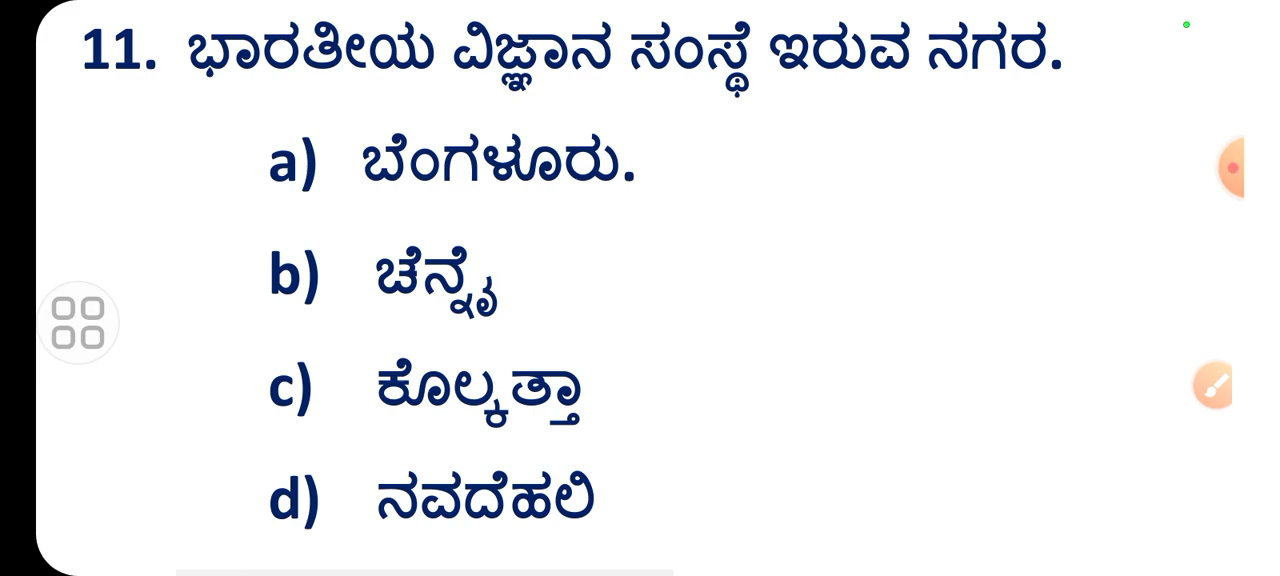 11. ಭಾರತೀಯ ವಿಜ್ಞಾನ ಸಂಸ್ಥೆ ಇರುವ ನಗರ.
a) ಬೆಂಗಳೂರು.
b) ಚೆನ್ನೈ
c) ಕೊಲ್ಕತ್ತಾ
d) ನವದೆಹಲಿ